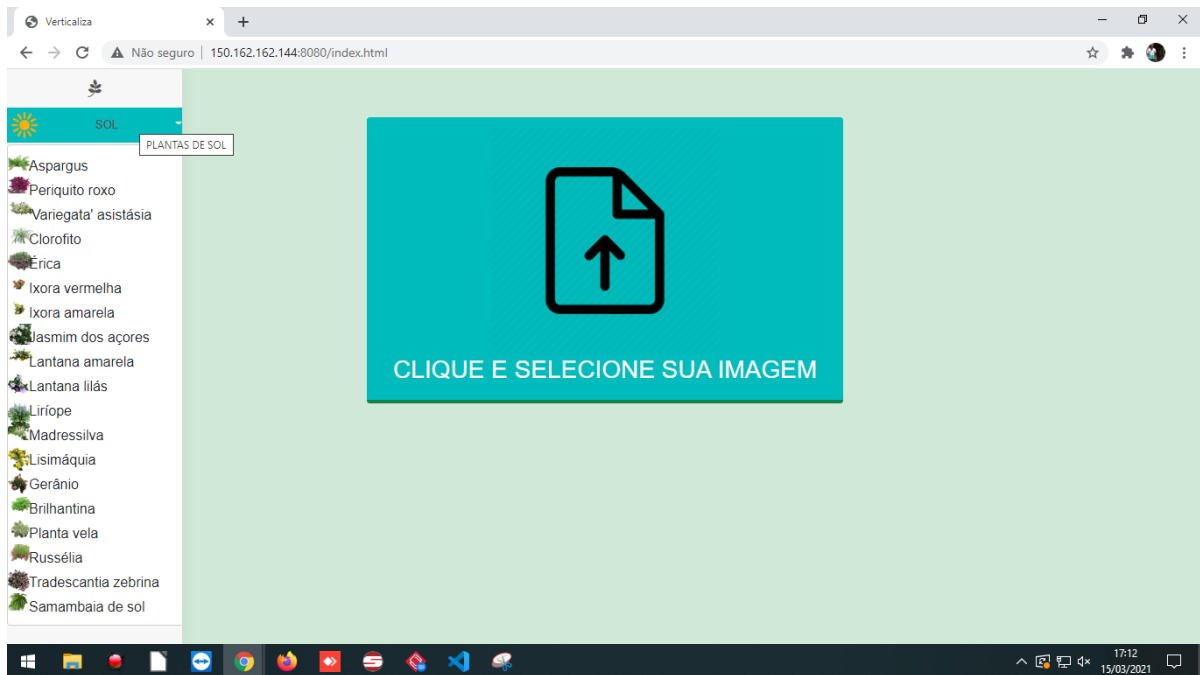 Verticaliza
Não seguro | 150.162.162.144:8080/index.html
SOL
PLANTAS DE SOL
Aspargus
Periquito roxo
'Variegata' asistásia
Clorofito
Érica
Ixora vermelha
Ixora amarela
Jasmim dos açores
Lantana amarela
Lantana lilás
Liríope
Madressilva
Lisimáquia
Gerânio
Brilhantina
Planta vela
Russélia
Tradescantia zebrina
Samambaia de sol
CLIQUE E SELECIONE SUA IMAGEM
17:12
15/03/2021